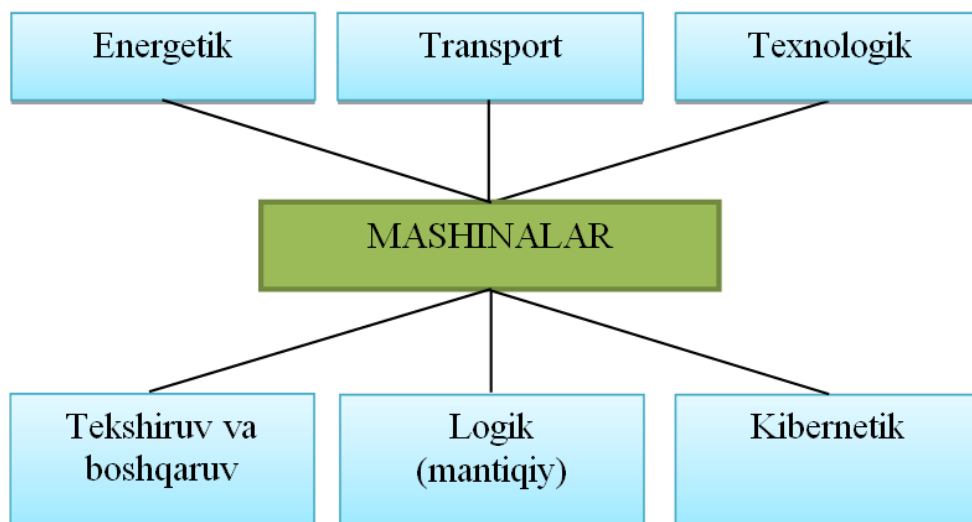 Energetik
Transport
Texnologik
MASHINALAR
Tekshiruv va
boshqaruv
Logik
(mantiqiy)
Kibernetik